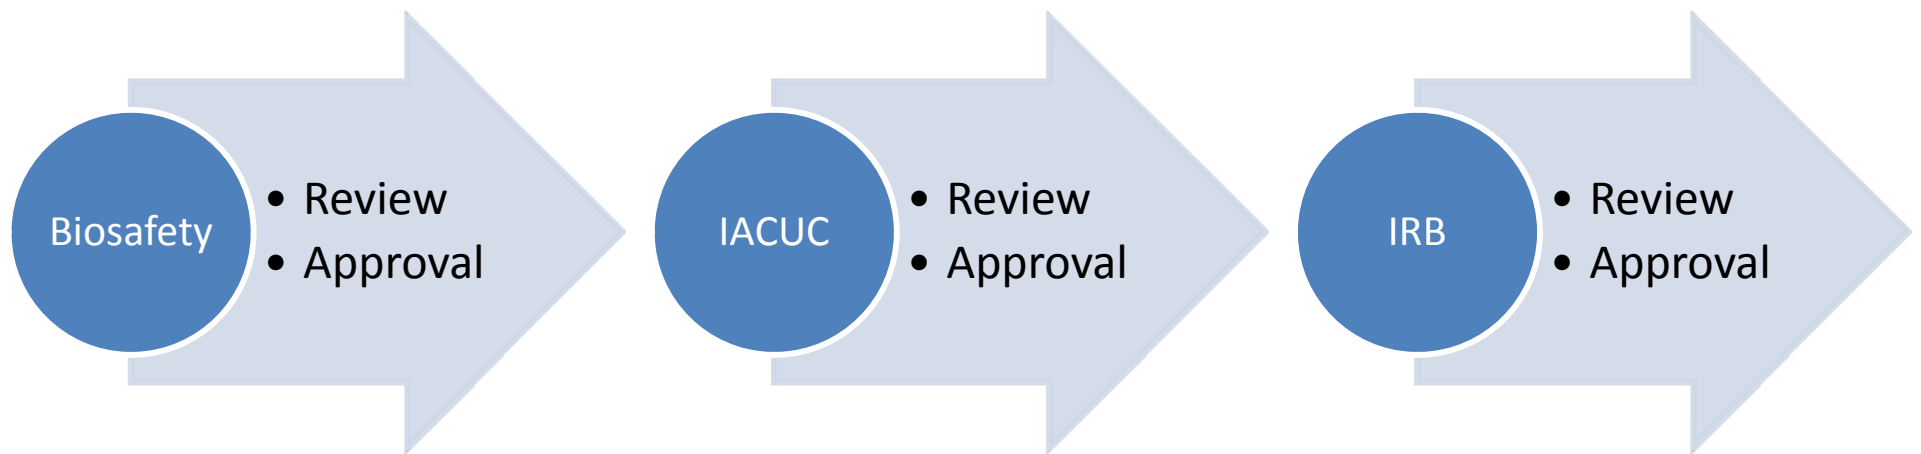 Biosafety
• Review
• Approval
IACUC
• Review
• Approval
IRB
• Review
• Approval